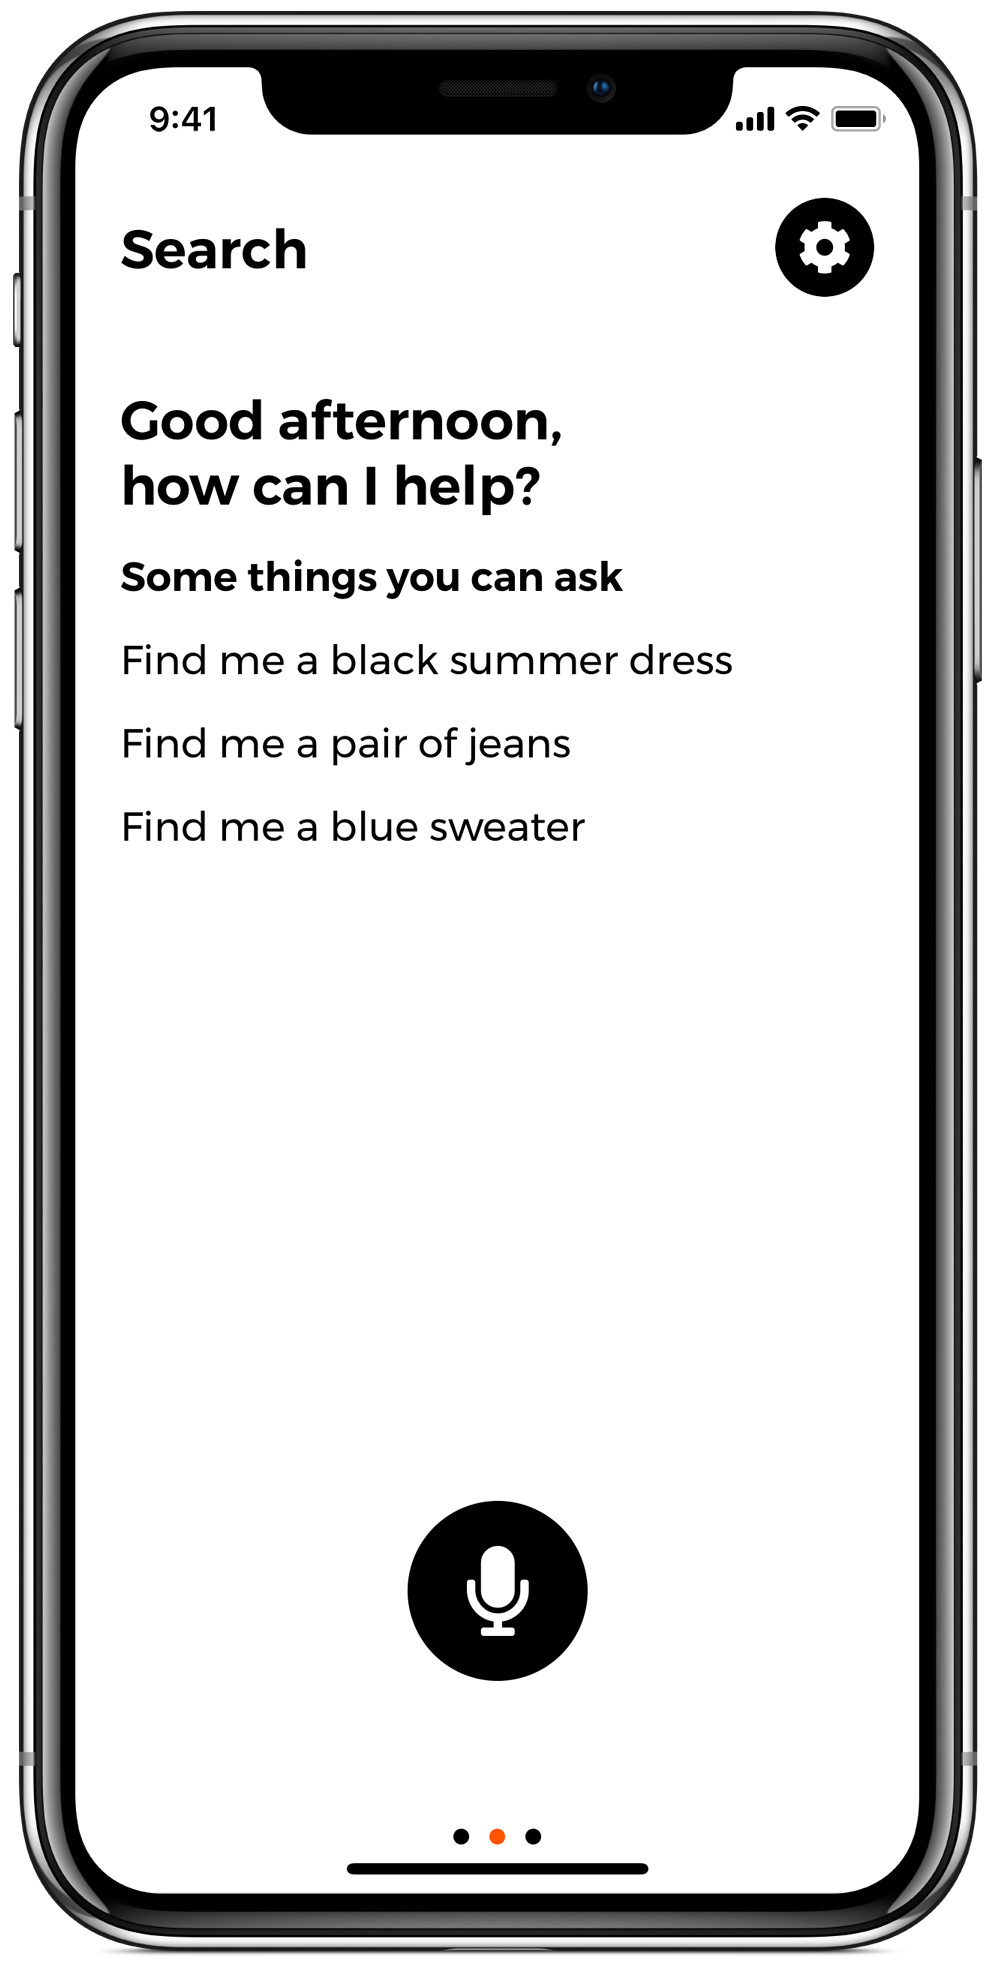 9:41
Search
Good afternoon,
how can I help?
Some things you can ask
Find me a black summer dress
Find me a pair of jeans
Find me a blue sweater